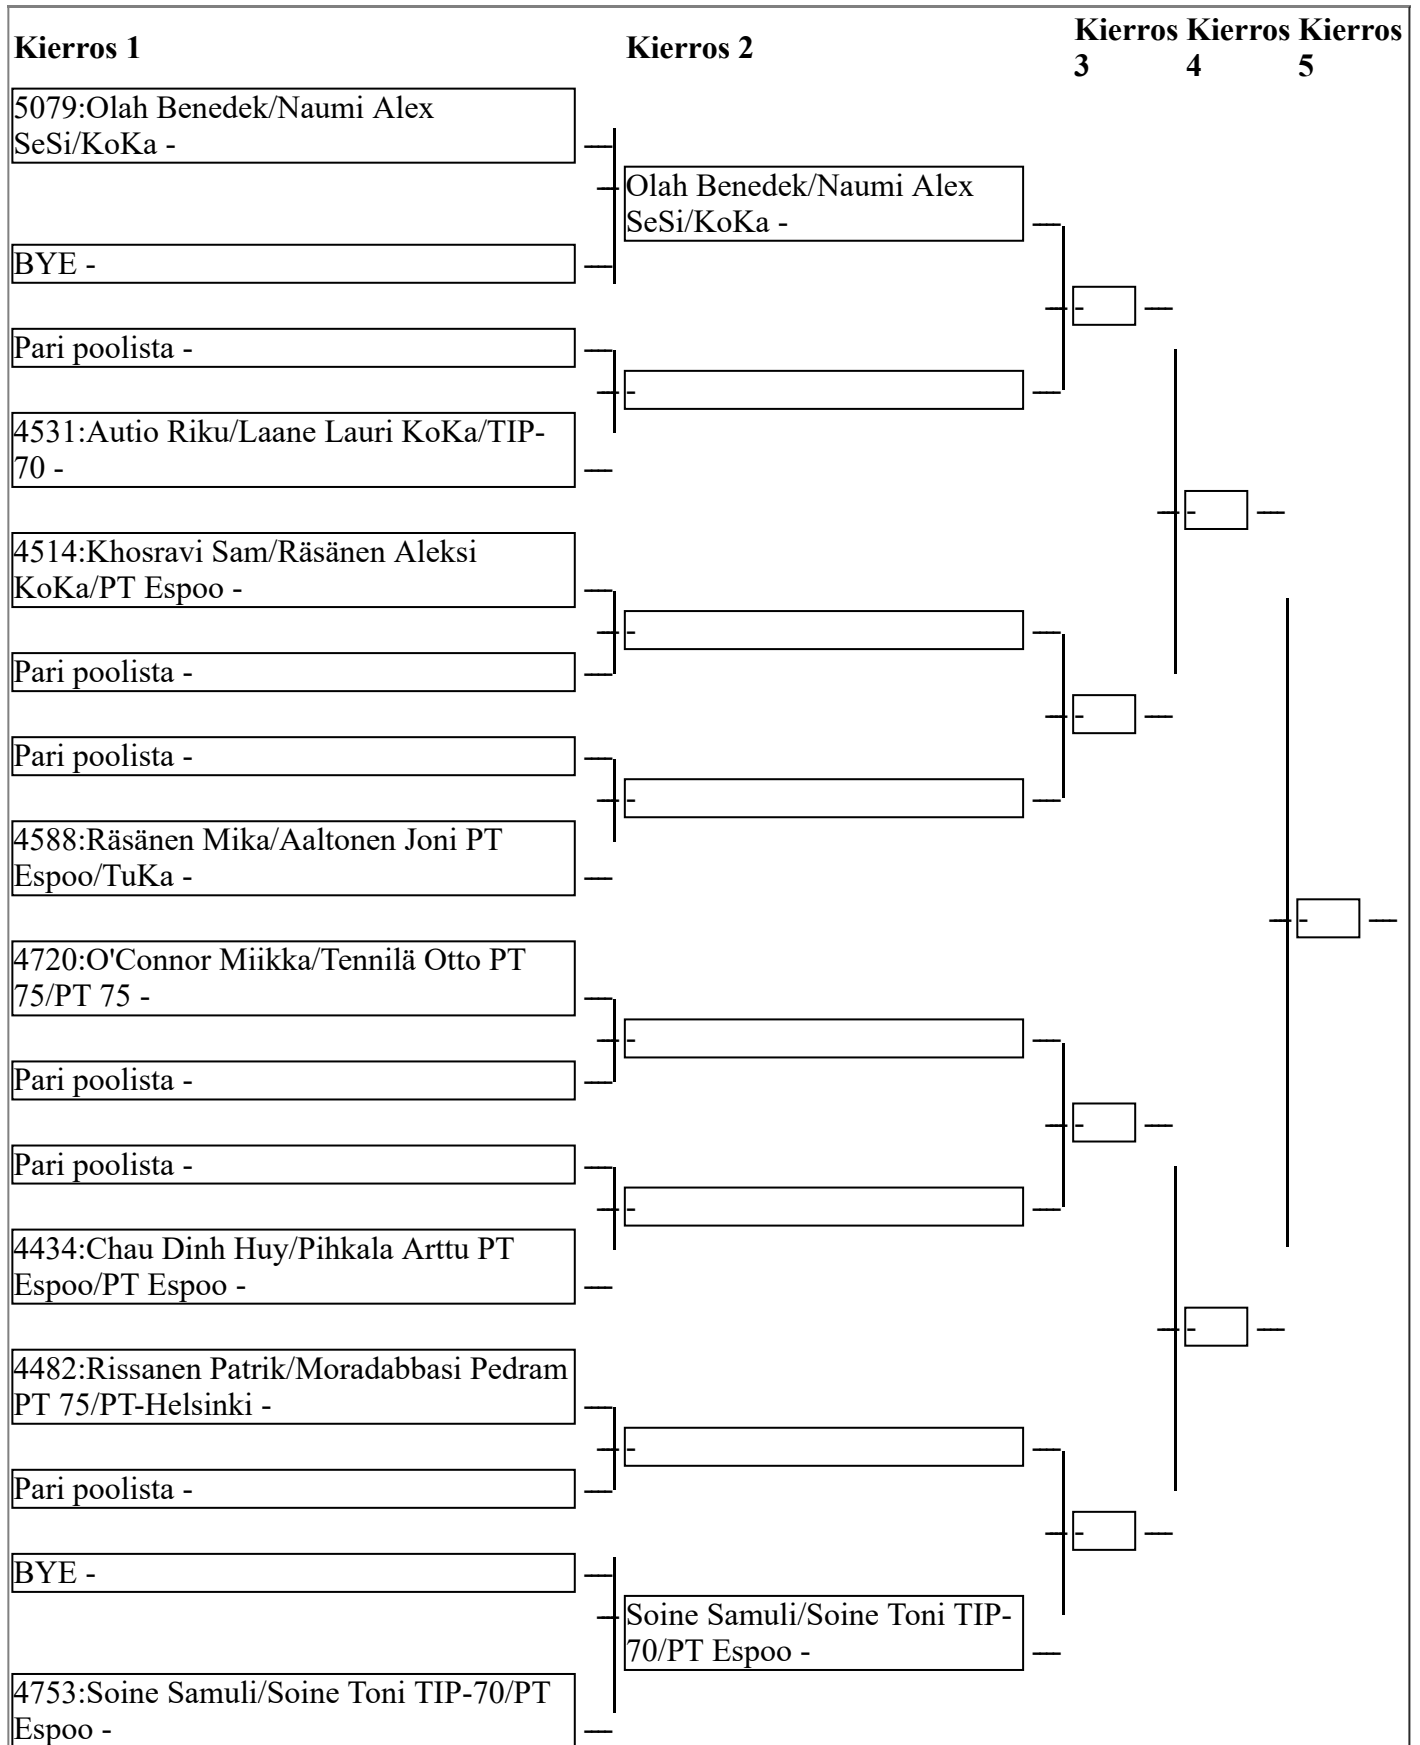 Kierros 1
Kierros 2
Kierros Kierros Kierros
3 4 5
5079:Olah Benedek/Naumi Alex
SeSi/KoKa -
Olah Benedek/Naumi Alex
SeSi/KoKa -
BYE -
-
Pari poolista -
-
4531:Autio Riku/Laane Lauri KoKa/TIP-
70 -
-
4514:Khosravi Sam/Räsänen Aleksi
KoKa/PT Espoo -
-
Pari poolista -
-
Pari poolista -
-
4588:Räsänen Mika/Aaltonen Joni PT
Espoo/TuKa -
-
4720:O'Connor Miikka/Tennilä Otto PT
75/PT 75 -
-
Pari poolista -
-
Pari poolista -
-
4434:Chau Dinh Huy/Pihkala Arttu PT
Espoo/PT Espoo -
-
4482:Rissanen Patrik/Moradabbasi Pedram
PT 75/PT-Helsinki -
-
Pari poolista -
-
BYE -
Soine Samuli/Soine Toni TIP-
70/PT Espoo -
4753:Soine Samuli/Soine Toni TIP-70/PT
Espoo -